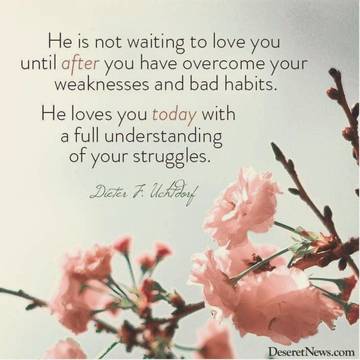 He is not waiting to love you
until after you have overcome your
weaknesses and bad habits.
He loves you today with
a full understanding
of your struggles.
Dieter F. Uchtdorf
DeseretNews.com